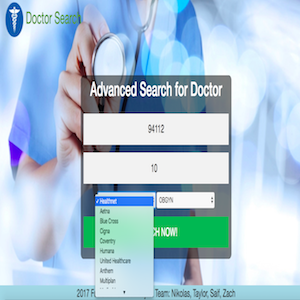 Doctor Search
Advanced Search for Doctor
94112
10
Healthnet
OBGYN
Aetna
Blue Cross
Cigna
Coventry
Humana
United Healthcare
Anthem
Multiplan
CH NOW!
2017 F
Team: Nikolas, Taylor, Saif, Zach